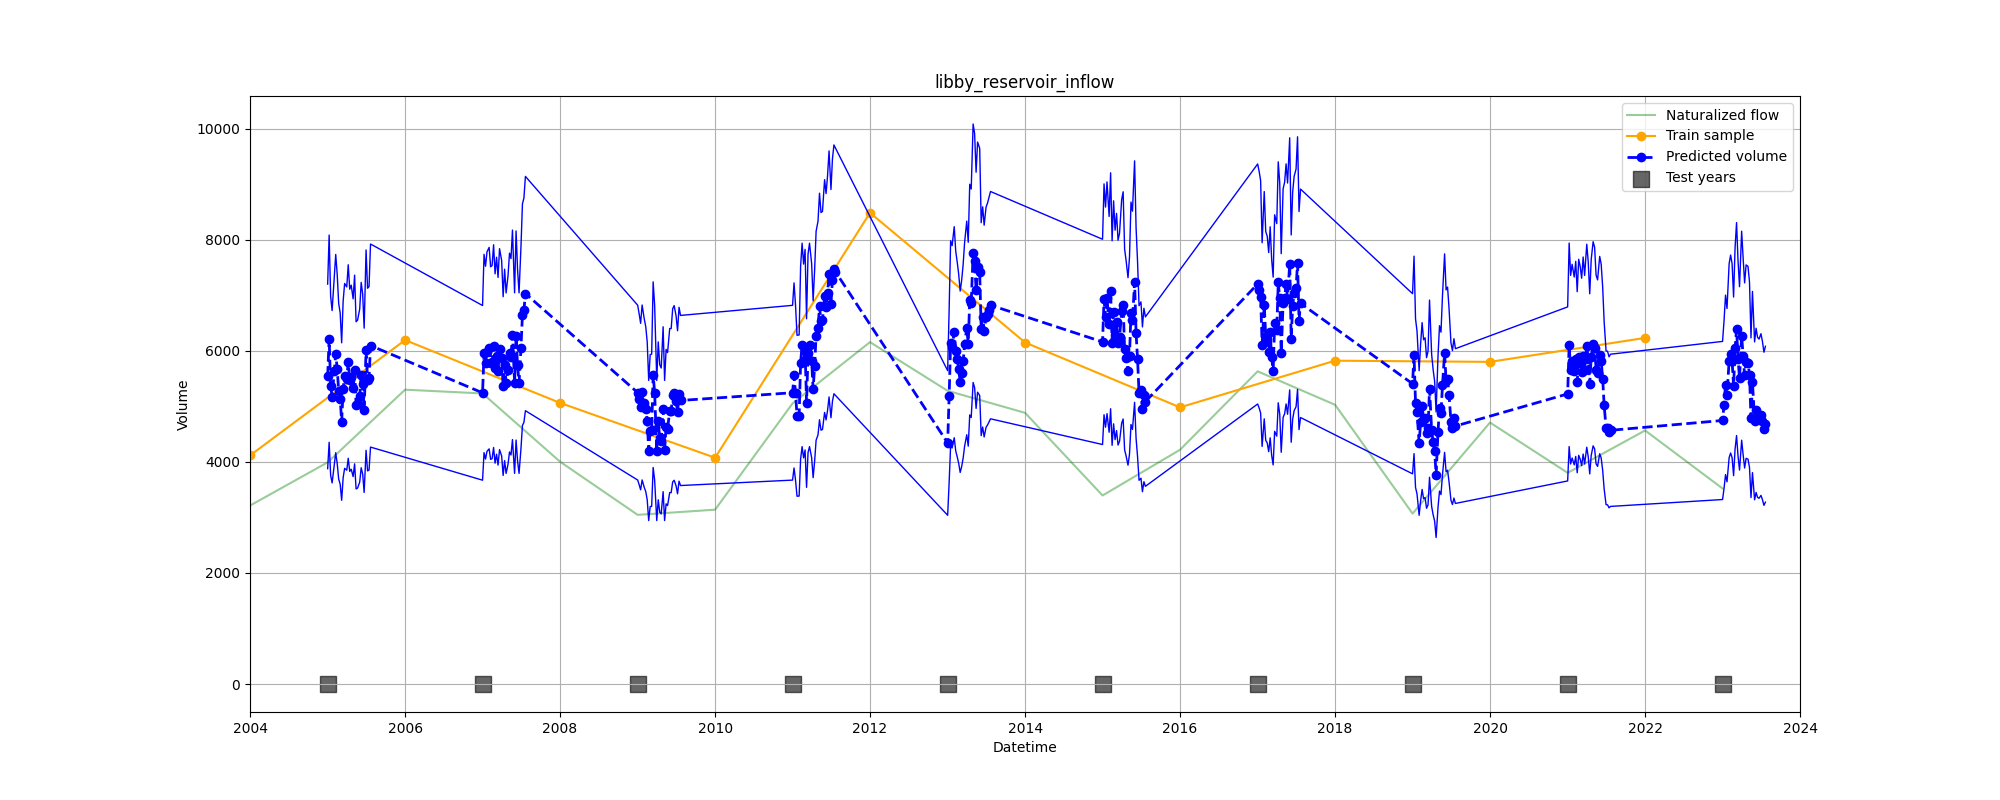 libby_reservoir_inflow
Volume
10000
8000
6000
4000
2000
0
Naturalized flow
Train sample
Predicted volume
Test years
2004 2006 2008 2010 2012 2014 2016 2018 2020 2022 2024
Datetime